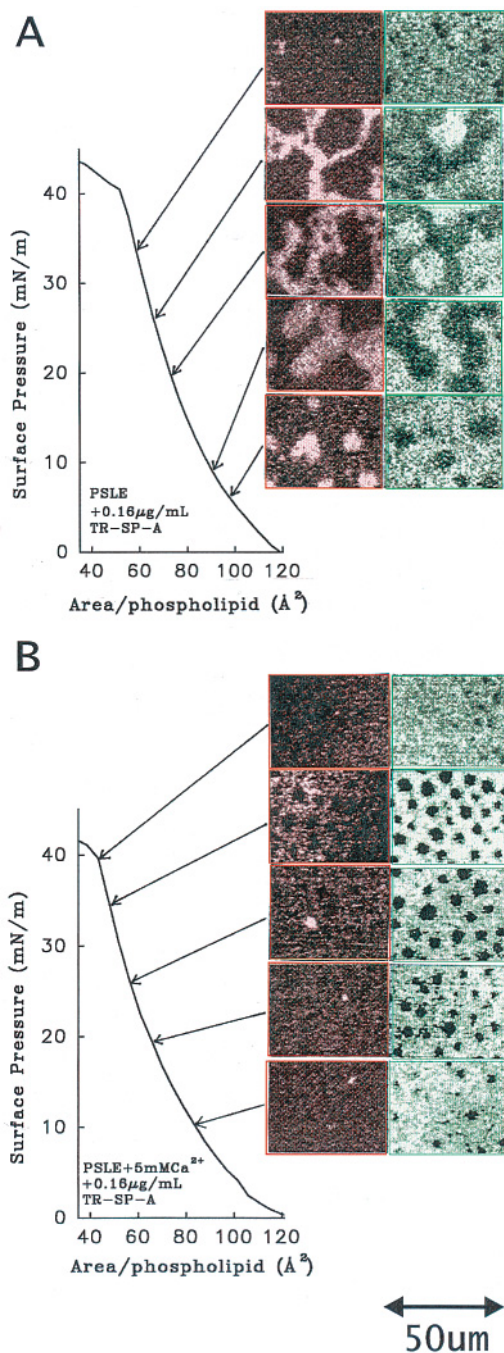 A
Surface Pressure (mN/m)
40
30
20
10
0
PSLE
+0.16µg/mL
TR-SP-A
40 60 80 100 120
Area/phospholipid (Å²)
B
Surface Pressure (mN/m)
40
30
20
10
0
PSLE+5mMCa²⁺
+0.16µg/mL
TR-SP-A
40 60 80 100 120
Area/phospholipid (Å²)
50um